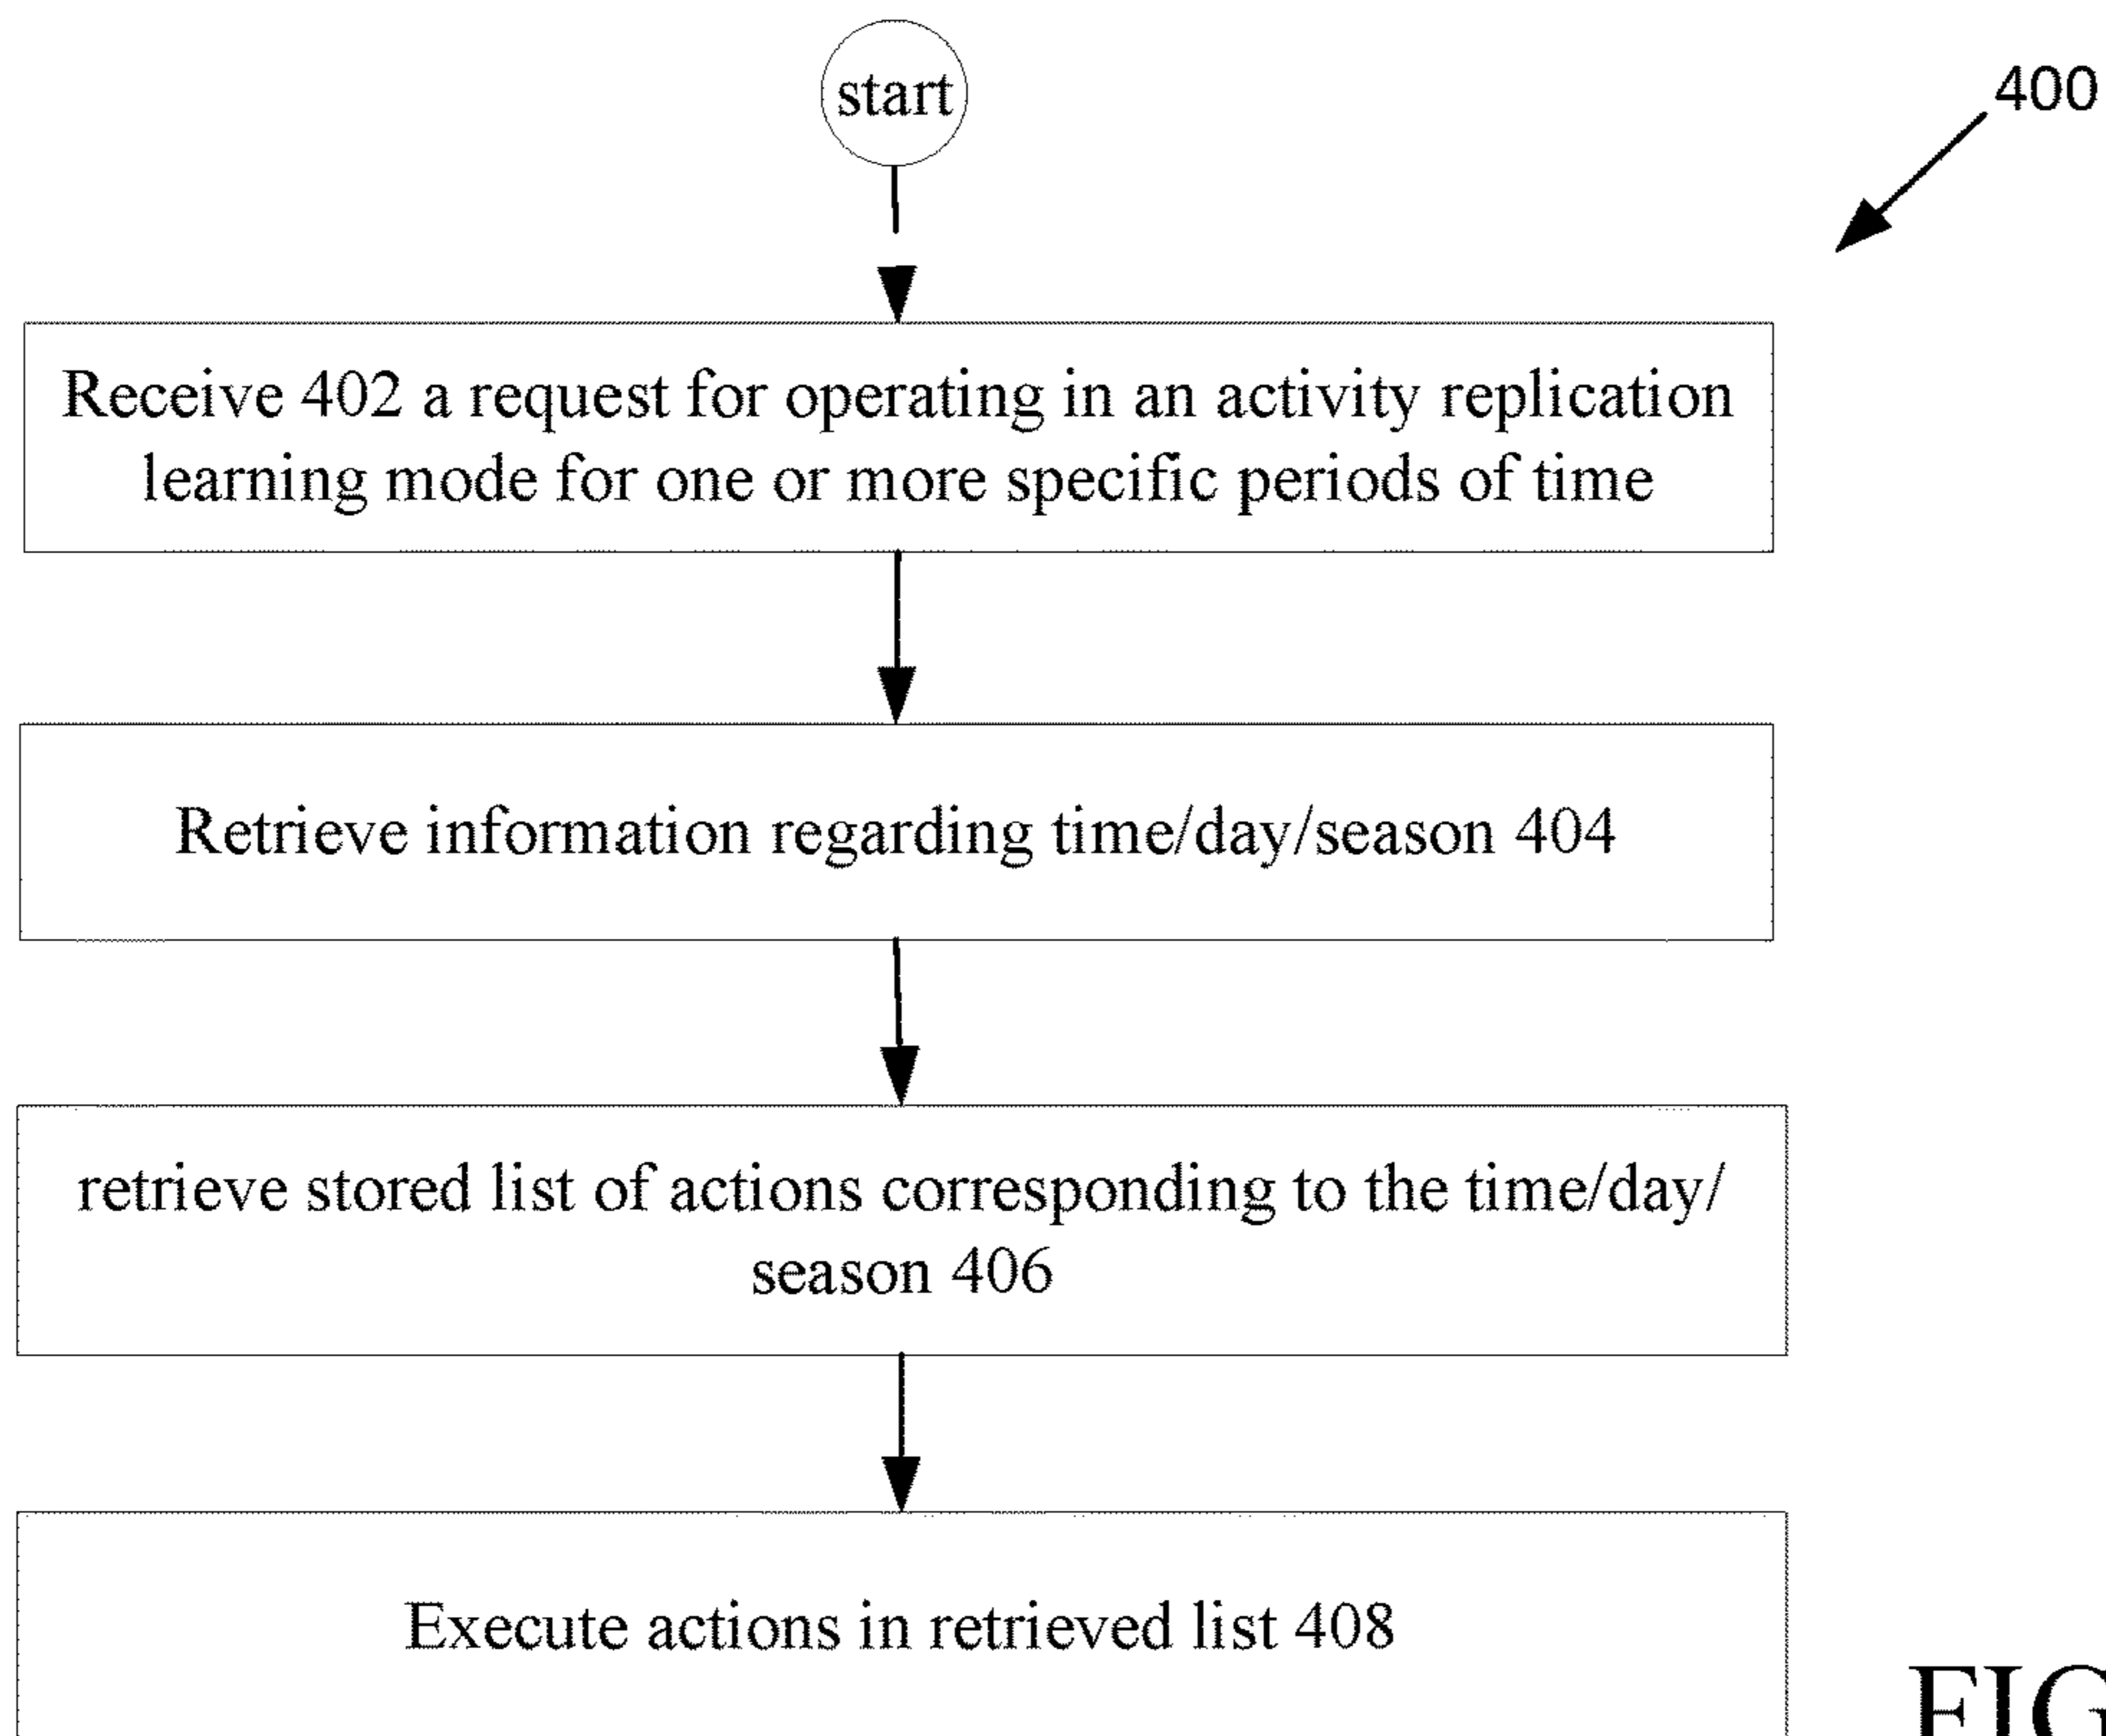 start
400
Receive 402 a request for operating in an activity replication
learning mode for one or more specific periods of time
Retrieve information regarding time/day/season 404
retrieve stored list of actions corresponding to the time/day/
season 406
Execute actions in retrieved list 408
FIG